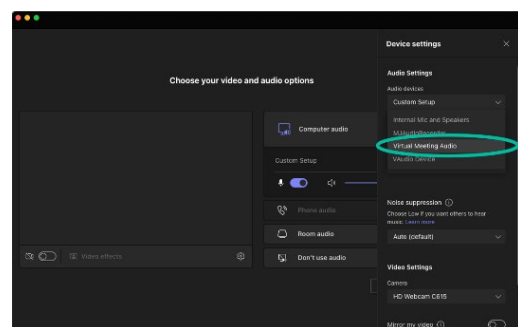 Device settings
Choose your video and audio options
Audio Settings
Audio devices
Custom Setup
Internal Mic and Speakers
Virtual Meeting Audio
VAudio Device
Computer audio
Custom Setup
Phone audio
Room audio
Don't use audio
Video effects
Noise suppression
Choose Low if you want others to hear
music. Learn more
Auto (default)
Video Settings
Camera
HD Webcam C615
Mirror my video